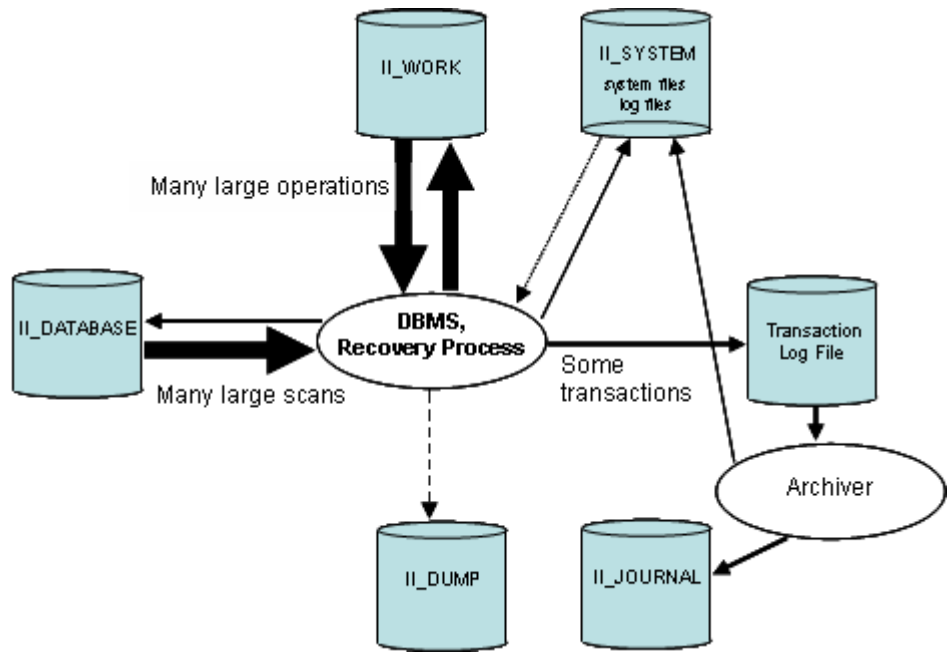 II_WORK
II_SYSTEM
system files
log files
Many large operations
II_DATABASE
DBMS,
Recovery Process
Transaction
Log File
Many large scans
Some
transactions
Archiver
II_DUMP
II_JOURNAL